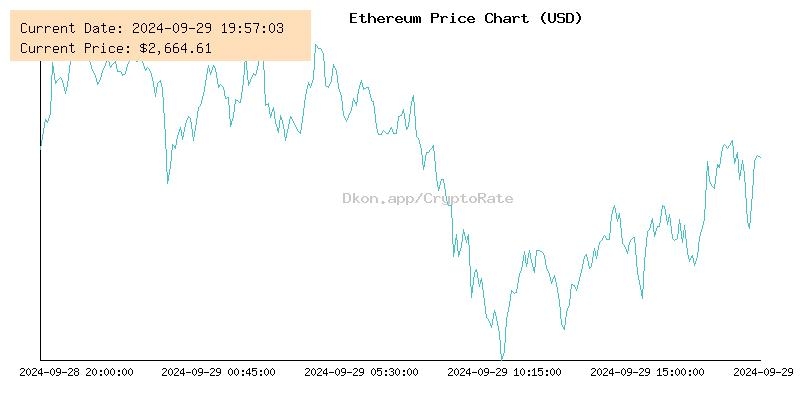 Ethereum Price Chart (USD)
Current Date: 2024-09-29 19:57:03
Current Price: $2,664.61
Dkon.app/CryptoRate
2024-09-28 20:00:00 2024-09-29 00:45:00 2024-09-29 05:30:00 2024-09-29 10:15:00 2024-09-29 15:00:00 2024-09-29